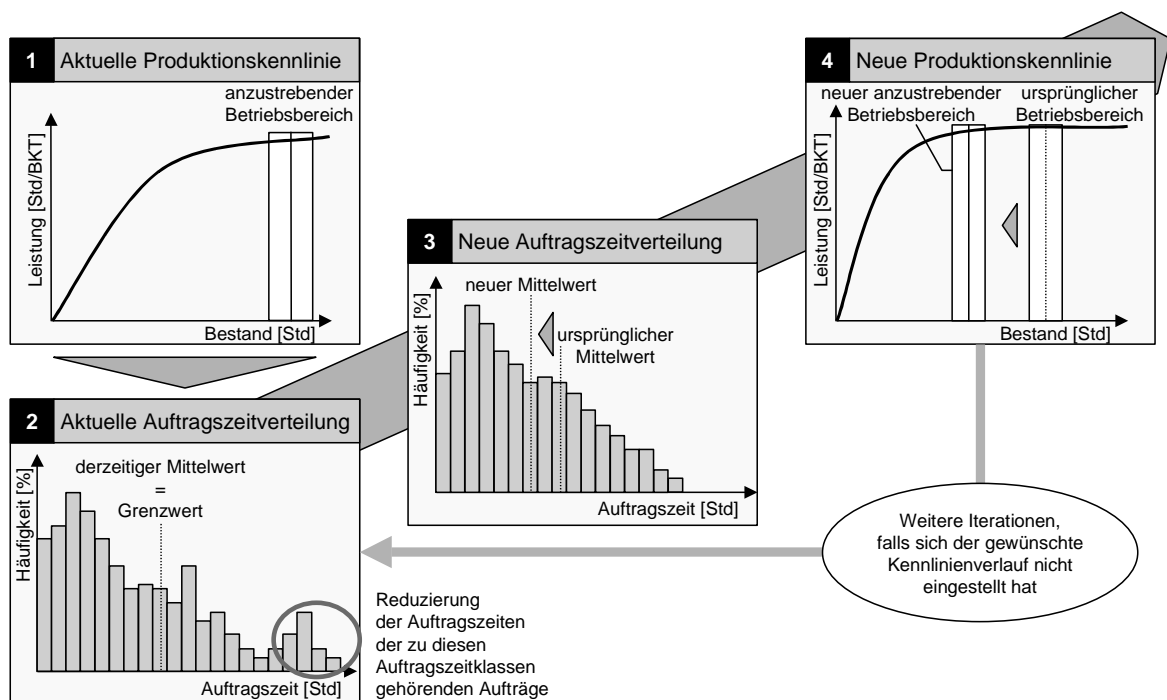 1 Aktuelle Produktionskennlinie
anzustrebender
Betriebsbereich
Leistung [Std/BKT]
Bestand [Std]
2 Aktuelle Auftragszeitverteilung
derzeitiger Mittelwert
=
Grenzwert
Häufigkeit [%]
Auftragszeit [Std]
Reduzierung
der Auftragszeiten
der zu diesen
Auftragszeitklassen
gehörenden Aufträge
3 Neue Auftragszeitverteilung
neuer Mittelwert
ursprünglicher
Mittelwert
Häufigkeit [%]
Auftragszeit [Std]
4 Neue Produktionskennlinie
neuer anzustrebender
Betriebsbereich
ursprünglicher
Betriebsbereich
Leistung [Std/BKT]
Bestand [Std]
Weitere Iterationen,
falls sich der gewünschte
Kennlinienverlauf nicht
eingestellt hat